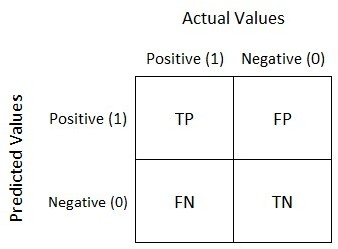 Actual Values
Positive (1) Negative (0)
Predicted Values
Positive (1) TP FP
Negative (0) FN TN